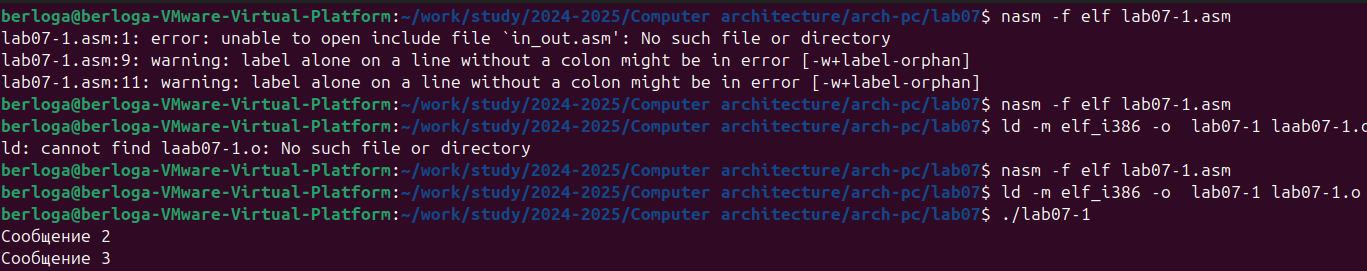 berloga@berloga-VMware-Virtual-Platform:~/work/study/2024-2025/Computer architecture/arch-pc/lab07$ nasm -f elf lab07-1.asm
lab07-1.asm:1: error: unable to open include file `in_out.asm': No such file or directory
lab07-1.asm:9: warning: label alone on a line without a colon might be in error [-w+label-orphan]
lab07-1.asm:11: warning: label alone on a line without a colon might be in error [-w+label-orphan]
berloga@berloga-VMware-Virtual-Platform:~/work/study/2024-2025/Computer architecture/arch-pc/lab07$ nasm -f elf lab07-1.asm
berloga@berloga-VMware-Virtual-Platform:~/work/study/2024-2025/Computer architecture/arch-pc/lab07$ ld -m elf_i386 -o  lab07-1 laab07-1.o
ld: cannot find laab07-1.o: No such file or directory
berloga@berloga-VMware-Virtual-Platform:~/work/study/2024-2025/Computer architecture/arch-pc/lab07$ nasm -f elf lab07-1.asm
berloga@berloga-VMware-Virtual-Platform:~/work/study/2024-2025/Computer architecture/arch-pc/lab07$ ld -m elf_i386 -o  lab07-1 lab07-1.o
berloga@berloga-VMware-Virtual-Platform:~/work/study/2024-2025/Computer architecture/arch-pc/lab07$ ./lab07-1
Сообщение 2
Сообщение 3